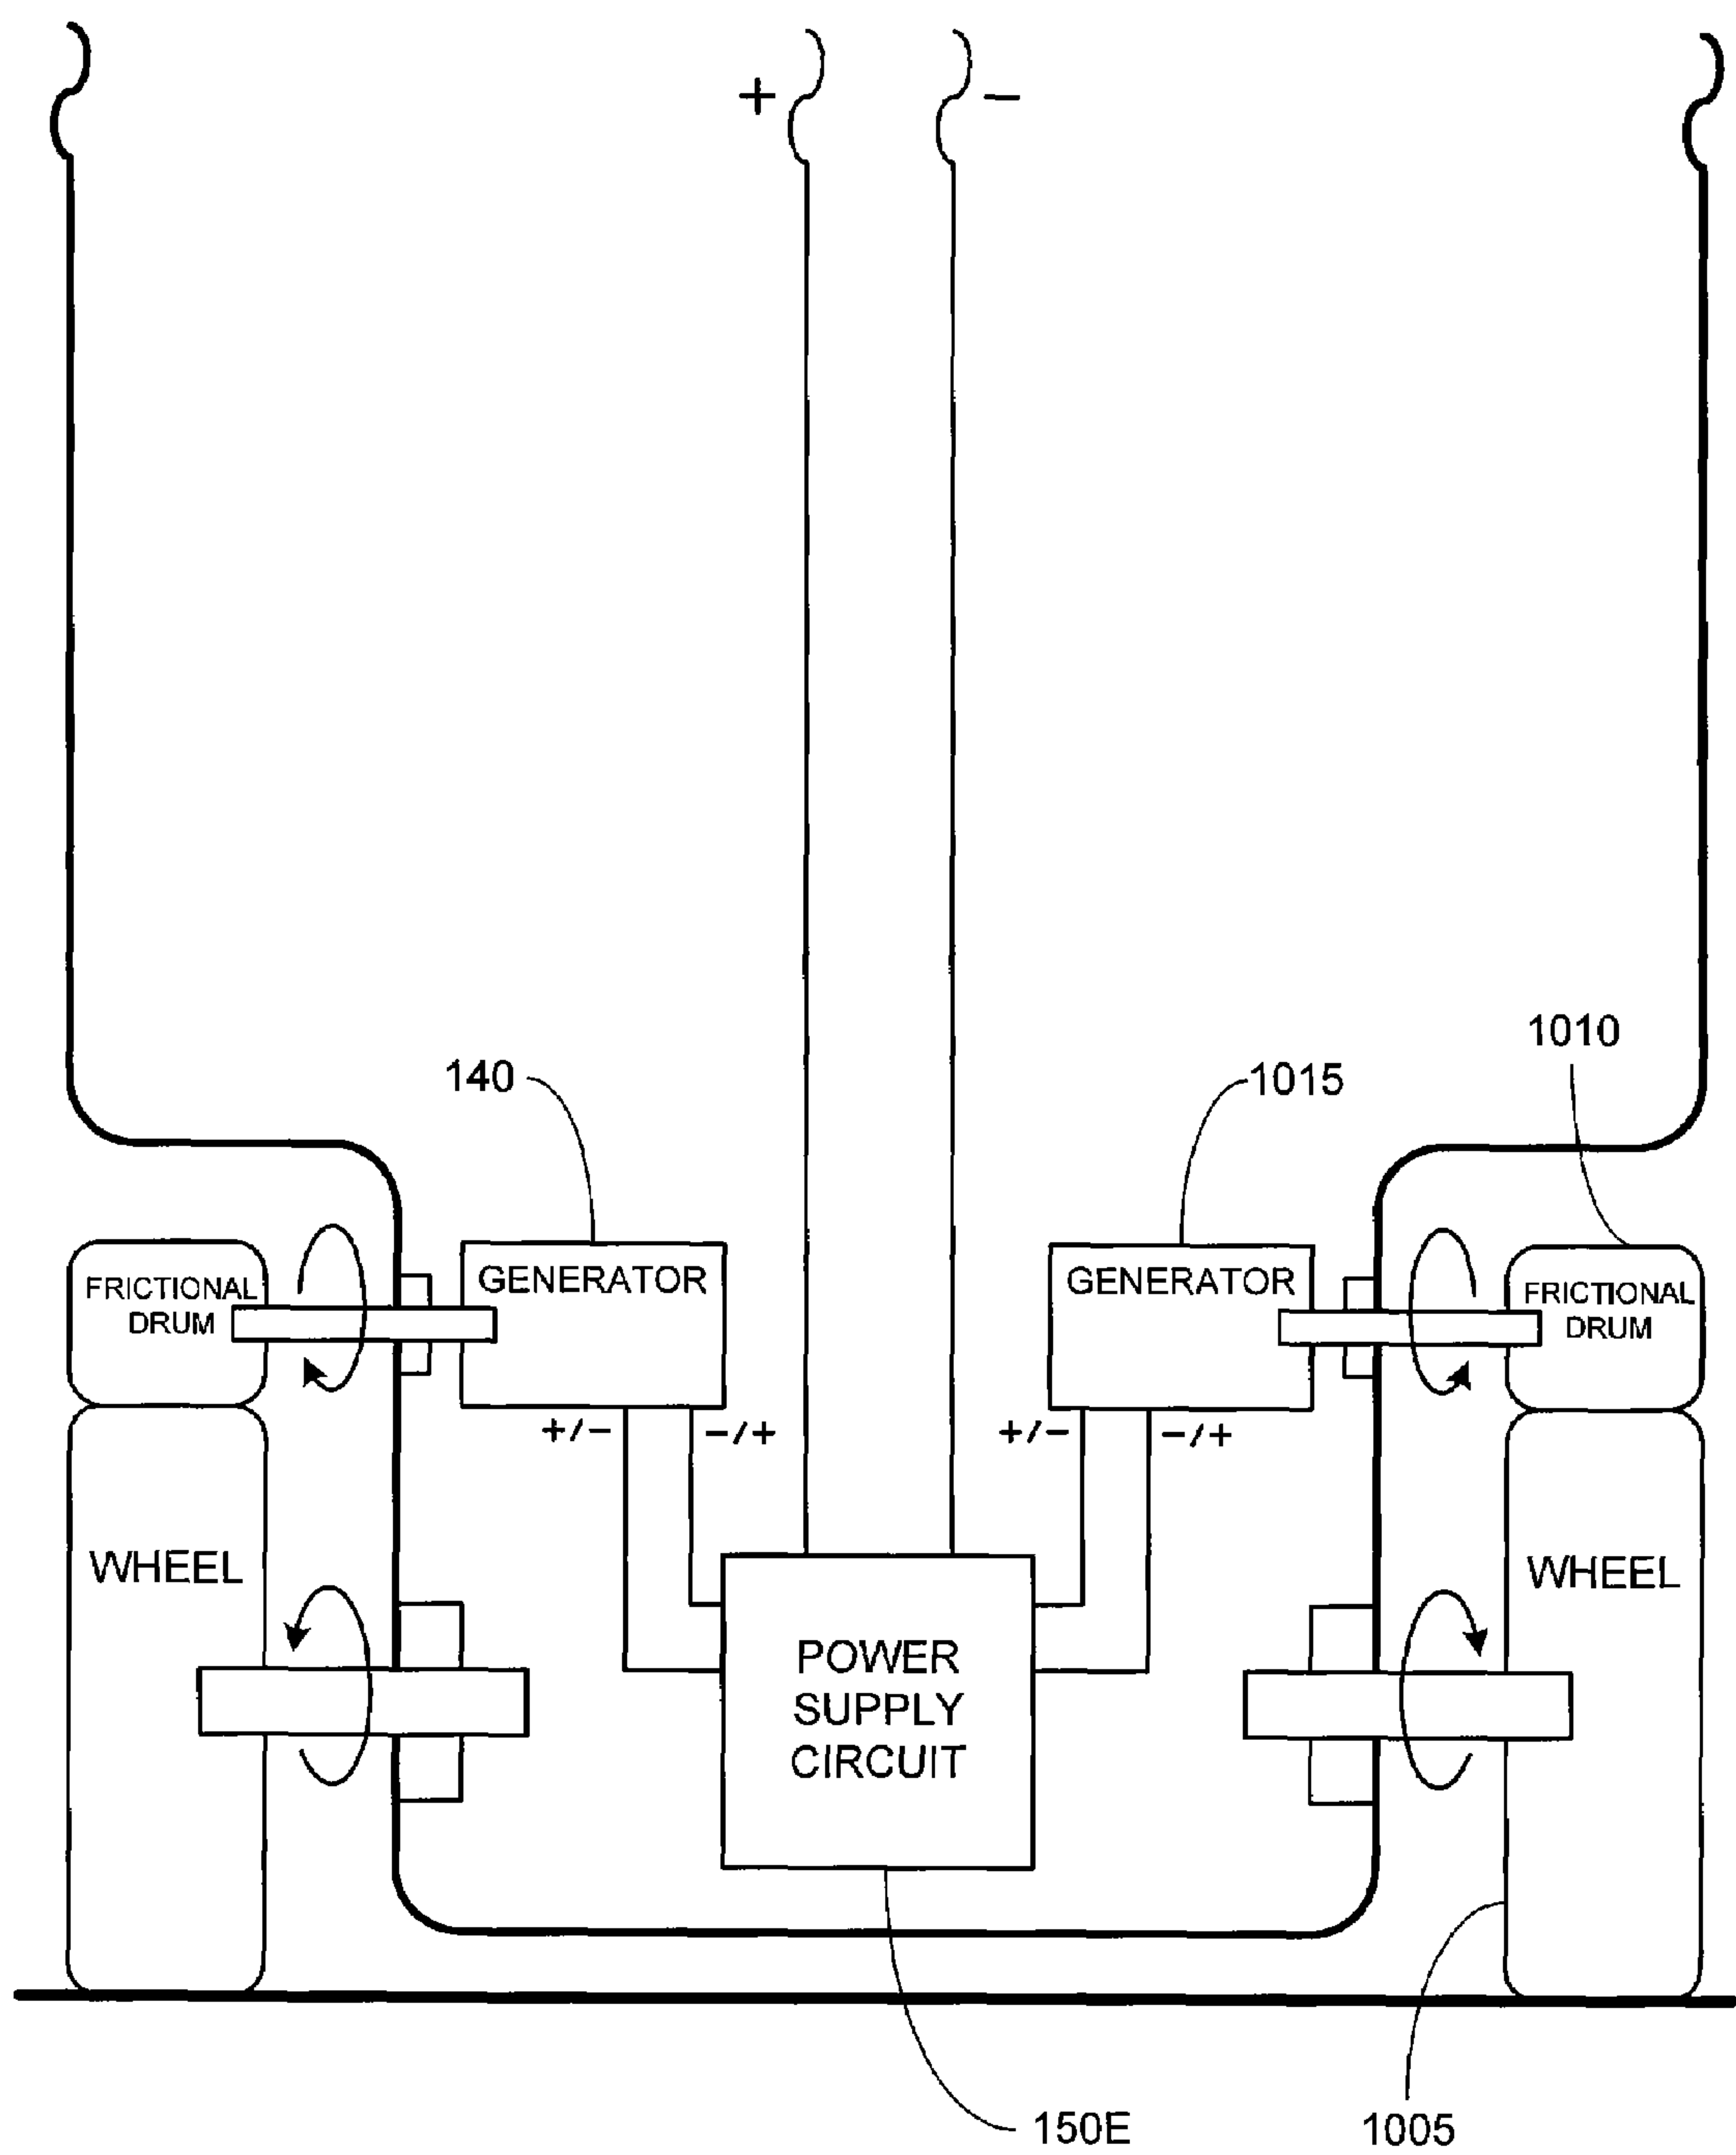 + −
1010
140 1015
GENERATOR GENERATOR
FRICTIONAL
DRUM
FRICTIONAL
DRUM
+/− −/+ +/− −/+
WHEEL WHEEL
POWER
SUPPLY
CIRCUIT
150E 1005